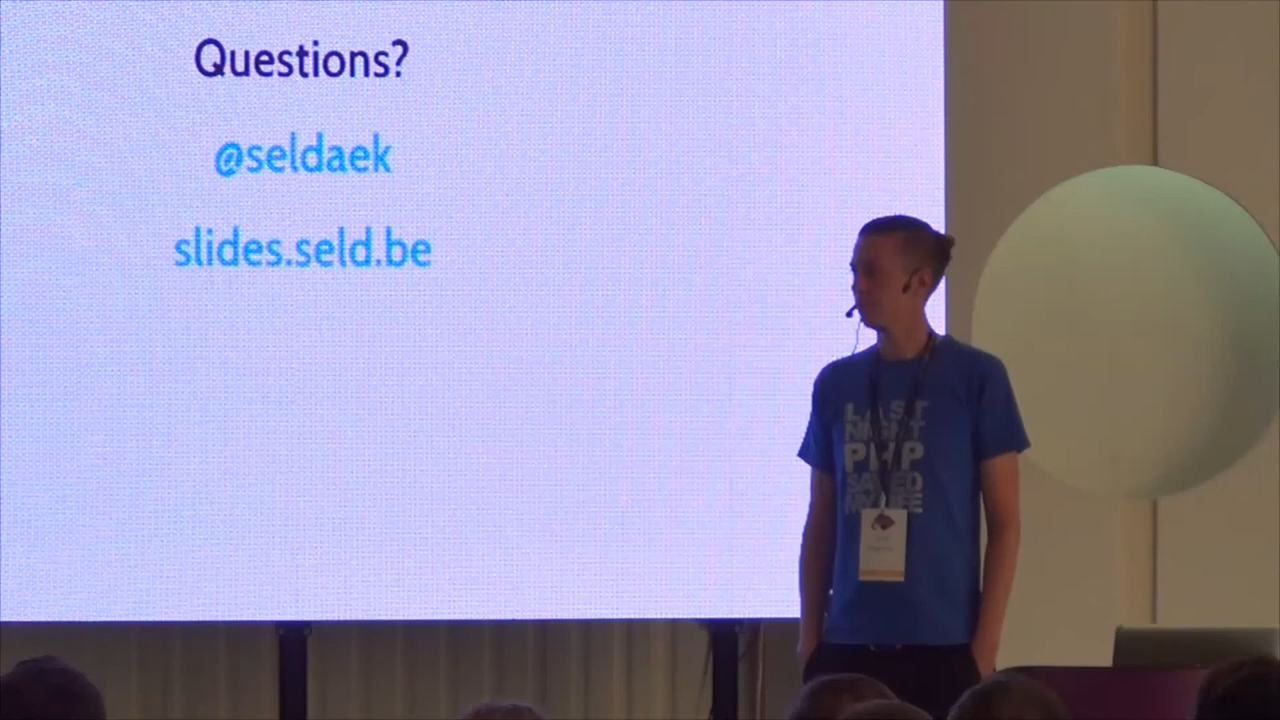 Questions?
@seldaek
slides.seld.be
LAST
NIGHT
PHP
SAVED
MY LIFE